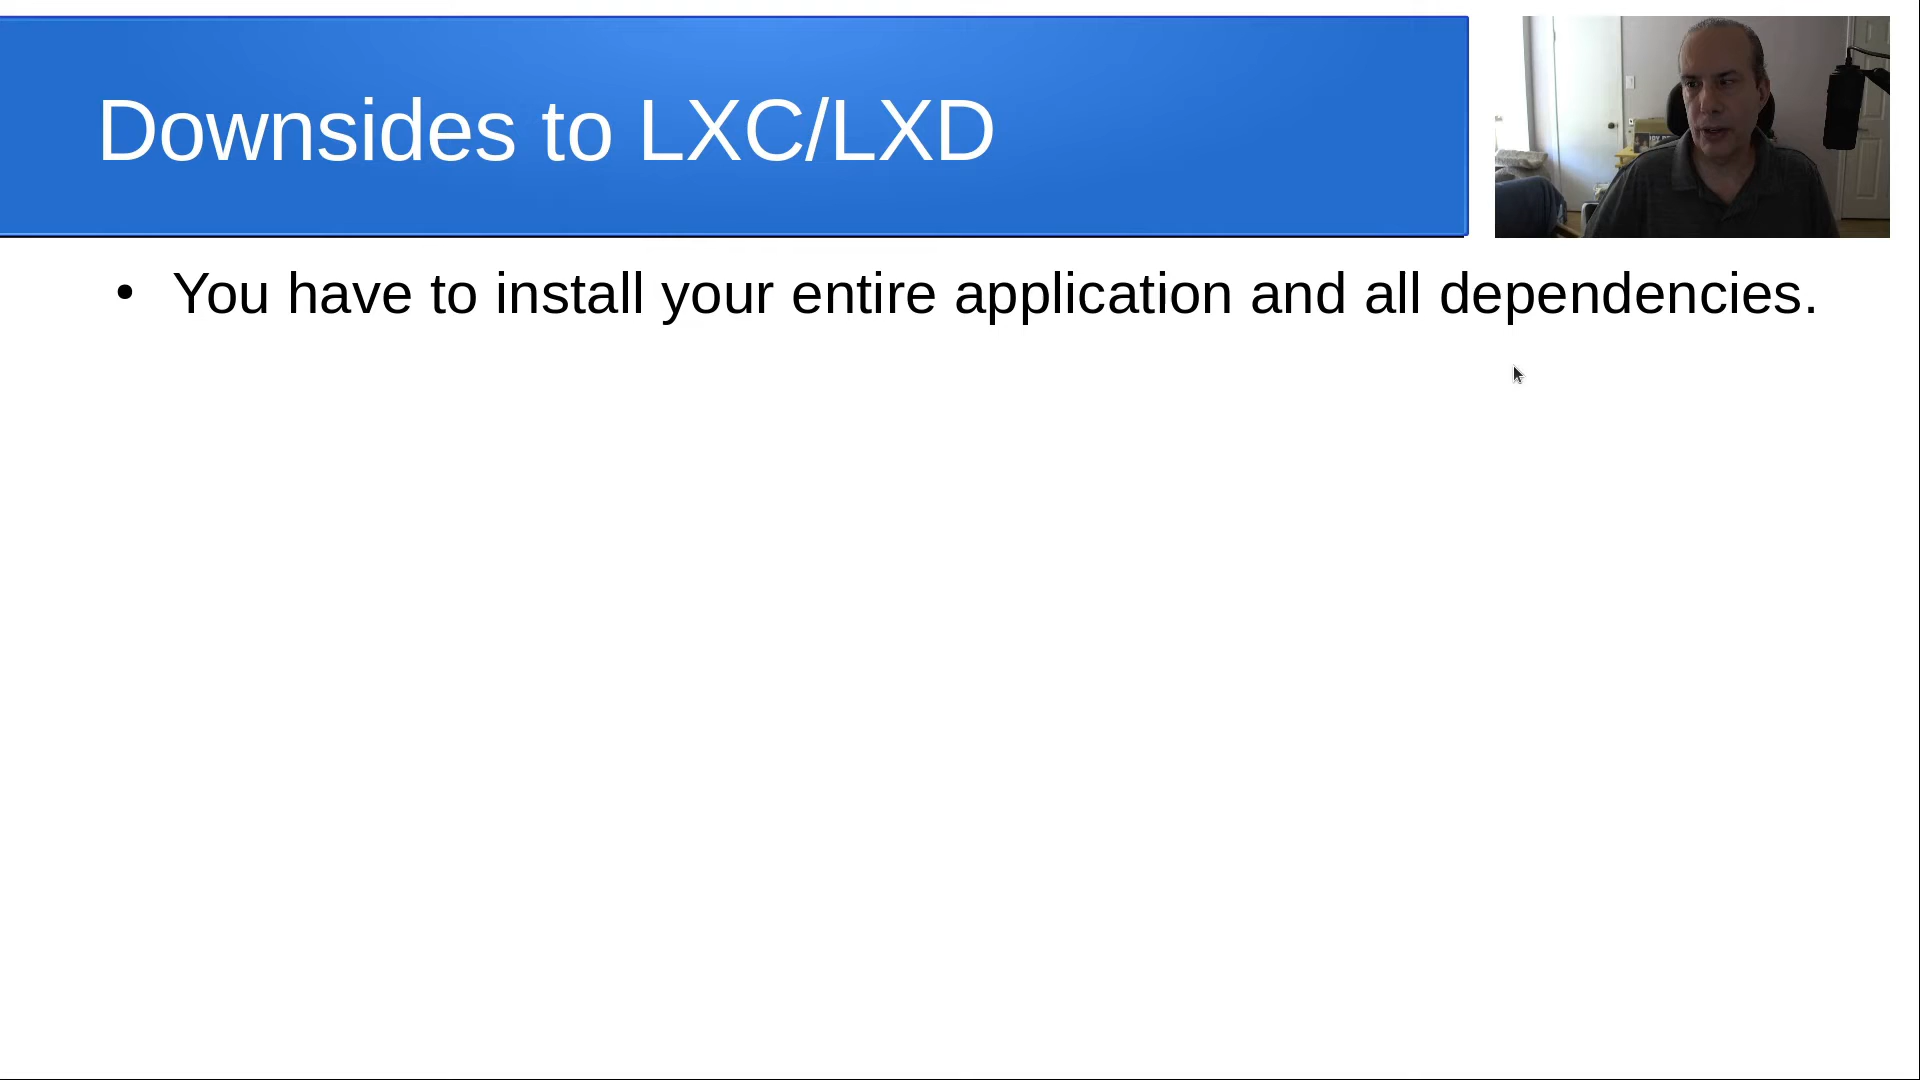 Downsides to LXC/LXD
• You have to install your entire application and all dependencies.